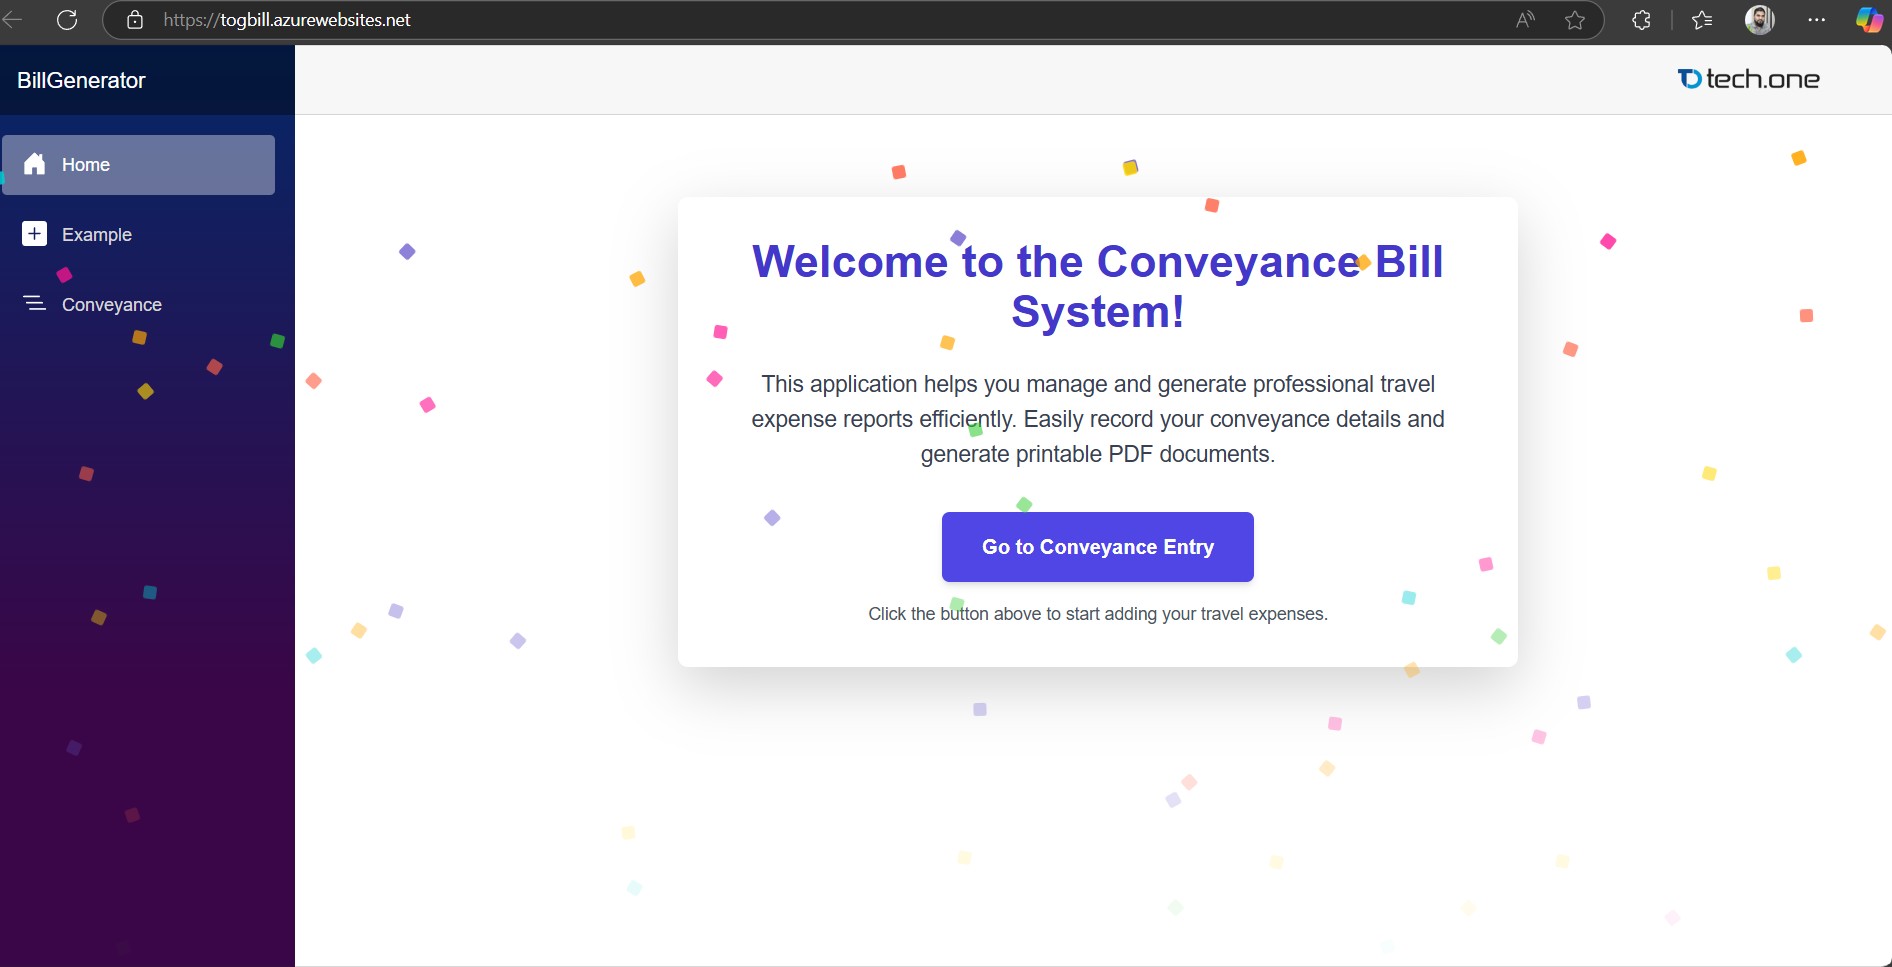 https://togbill.azurewebsites.net
BillGenerator
tech.one
Home
Example
Conveyance
Welcome to the Conveyance Bill
System!
This application helps you manage and generate professional travel
expense reports efficiently. Easily record your conveyance details and
generate printable PDF documents.
Go to Conveyance Entry
Click the button above to start adding your travel expenses.